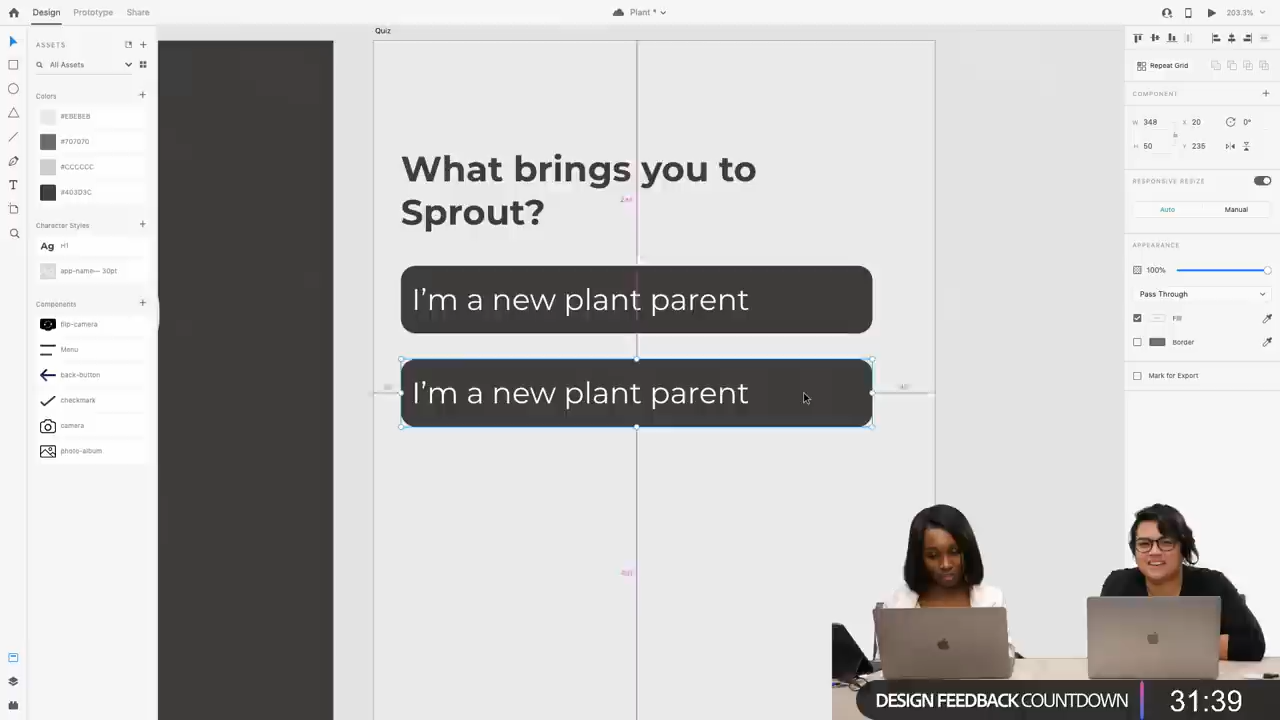 Design
Prototype
Share
Plant *
203.3%
ASSETS
All Assets
Colors
#EBEBEB
#707070
#CCCCCC
#403D3C
Character Styles
Ag H1
app-name— 30pt
Components
flip-camera
Menu
back-button
checkmark
camera
photo-album
Quiz
What brings you to
Sprout?
I’m a new plant parent
I’m a new plant parent
Repeat Grid
COMPONENT
W 348 X 20 0°
H 50 Y 235
RESPONSIVE RESIZE
Auto Manual
APPEARANCE
100%
Pass Through
Fill
Border
Mark for Export
DESIGN FEEDBACK COUNTDOWN
31:39